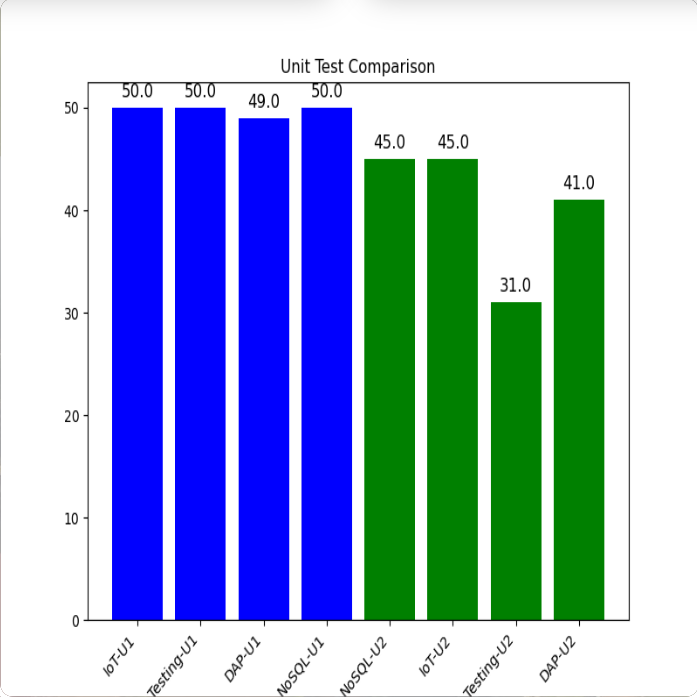 Unit Test Comparison
50.0 50.0 49.0 50.0 45.0 45.0 31.0 41.0
50
40
30
20
10
0
IoT-U1 Testing-U1 DAP-U1 NoSQL-U1 NoSQL-U2 IoT-U2 Testing-U2 DAP-U2